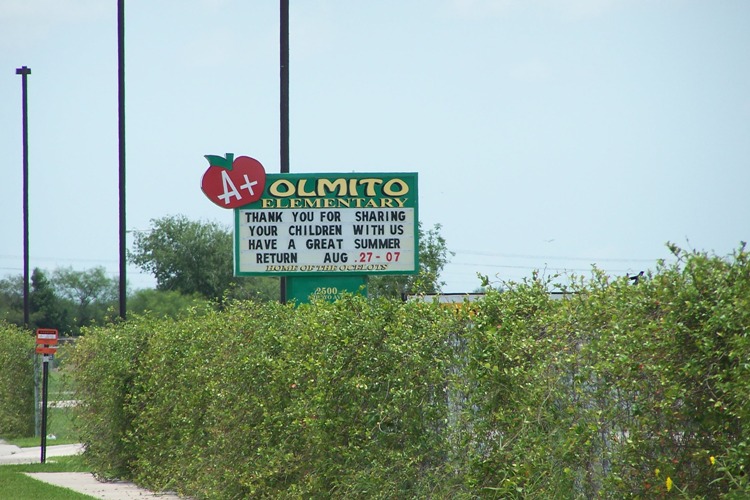 A+
OLMITO
ELEMENTARY
THANK YOU FOR SHARING
YOUR CHILDREN WITH US
HAVE A GREAT SUMMER
RETURN AUG .27-07
HOME OF THE OCELOTS
2500